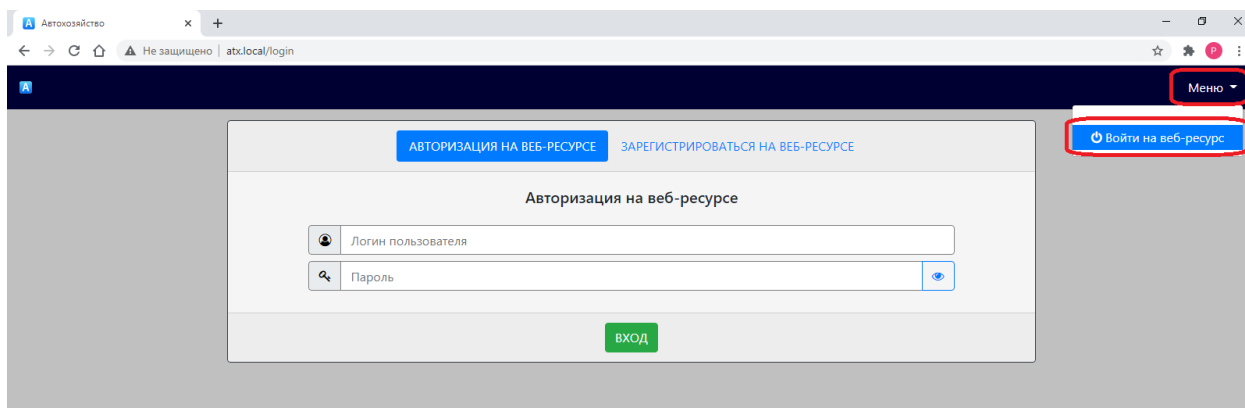 А Автохозяйство
Не защищено | atx.local/login
Р
А
Меню
Войти на веб-ресурс
АВТОРИЗАЦИЯ НА ВЕБ-РЕСУРСЕ ЗАРЕГИСТРИРОВАТЬСЯ НА ВЕБ-РЕСУРСЕ
Авторизация на веб-ресурсе
Логин пользователя
Пароль
ВХОД